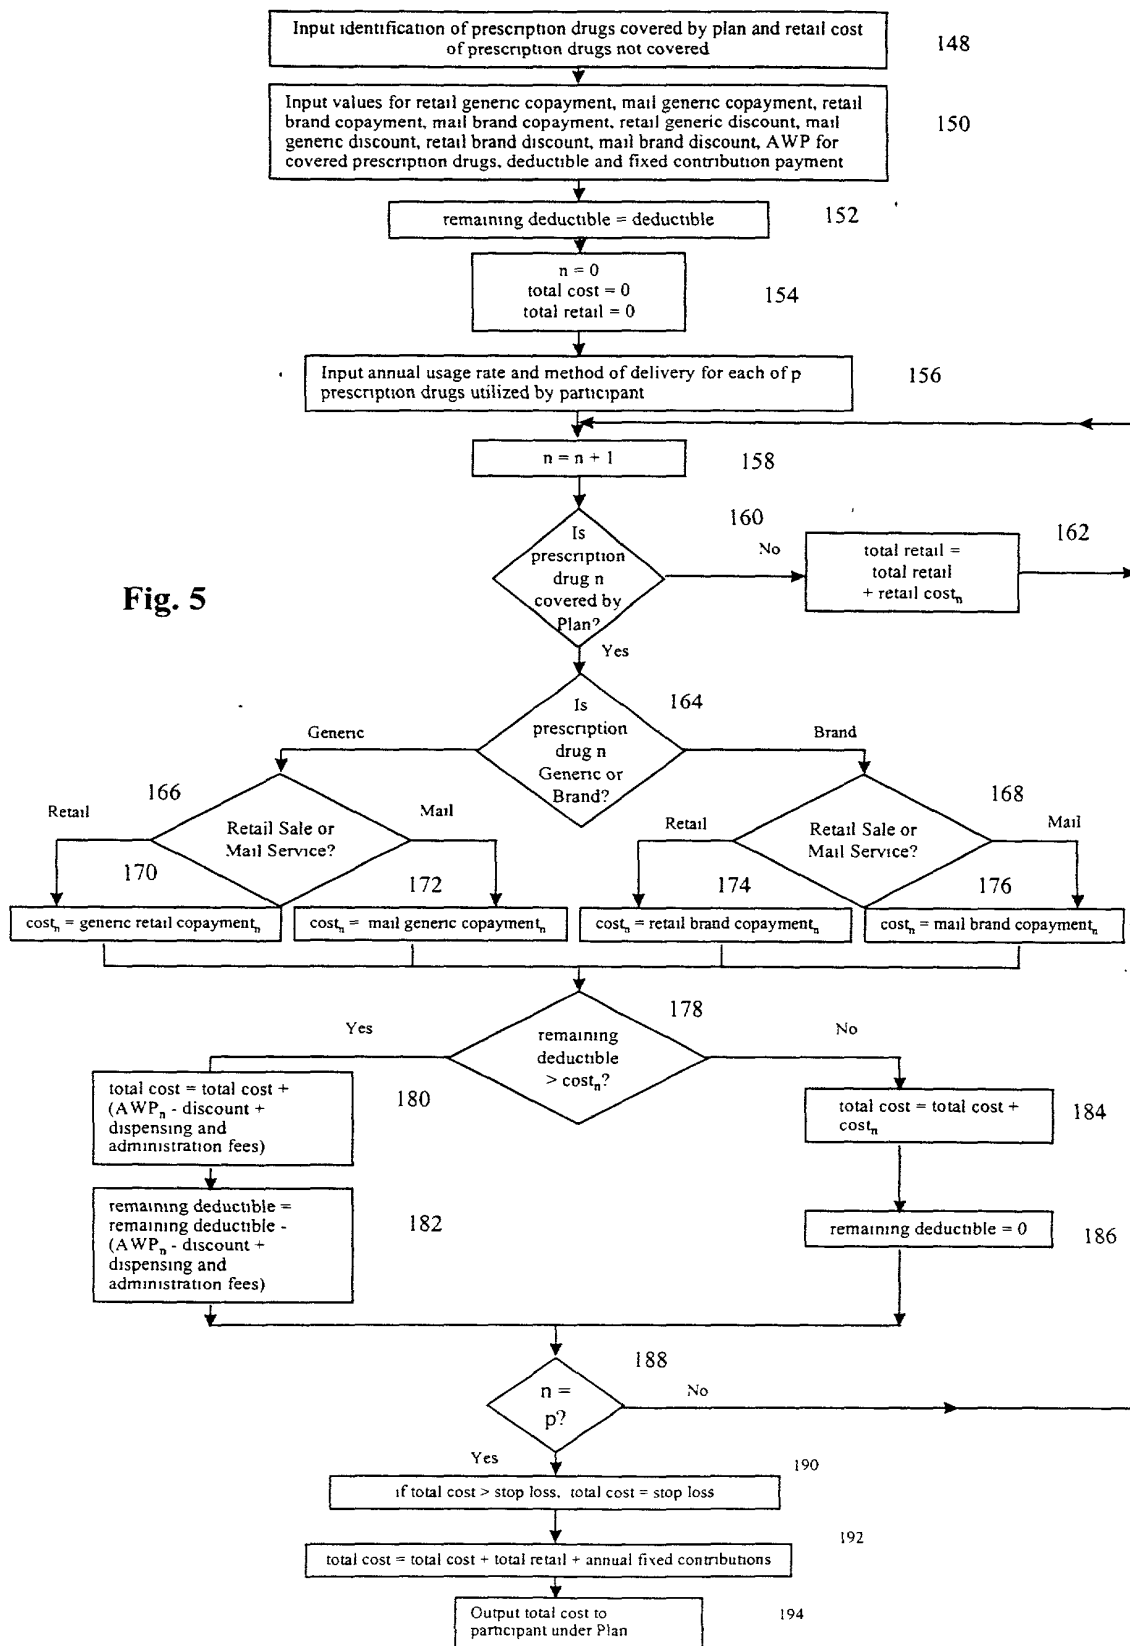 Input identification of prescription drugs covered by plan and retail cost
of prescription drugs not covered
148
Input values for retail generic copayment, mail generic copayment, retail
brand copayment, mail brand copayment, retail generic discount, mail
generic discount, retail brand discount, mail brand discount, AWP for
covered prescription drugs, deductible and fixed contribution payment
150
remaining deductible = deductible
152
n = 0
total cost = 0
total retail = 0
154
Input annual usage rate and method of delivery for each of p
prescription drugs utilized by participant
156
n = n + 1
158
Is
prescription
drug n
covered by
Plan?
160
No
total retail =
total retail
+ retail costₙ
162
Fig. 5
Yes
Is
prescription
drug n
Generic or
Brand?
164
Generic
Brand
166
Retail
Retail Sale or
Mail Service?
Mail
168
Retail
Retail Sale or
Mail Service?
Mail
170
172
174
176
costₙ = generic retail copaymentₙ
costₙ = mail generic copaymentₙ
costₙ = retail brand copaymentₙ
costₙ = mail brand copaymentₙ
178
Yes
remaining
deductible
> costₙ?
No
total cost = total cost +
(AWPₙ - discount +
dispensing and
administration fees)
180
total cost = total cost +
costₙ
184
remaining deductible =
remaining deductible -
(AWPₙ - discount +
dispensing and
administration fees)
182
remaining deductible = 0
186
188
n =
p?
No
Yes
190
if total cost > stop loss, total cost = stop loss
192
total cost = total cost + total retail + annual fixed contributions
Output total cost to
participant under Plan
194